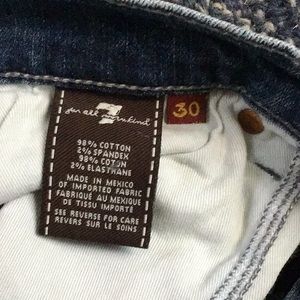 7
for all mankind
30
98% COTTON
2% SPANDEX
98% COTON
2% ELASTHANE
MADE IN MEXICO
OF IMPORTED FABRIC
FABRIQUE AU MEXIQUE
DE TISSU IMPORTE
SEE REVERSE FOR CARE
REVERS SUR LE SOINS